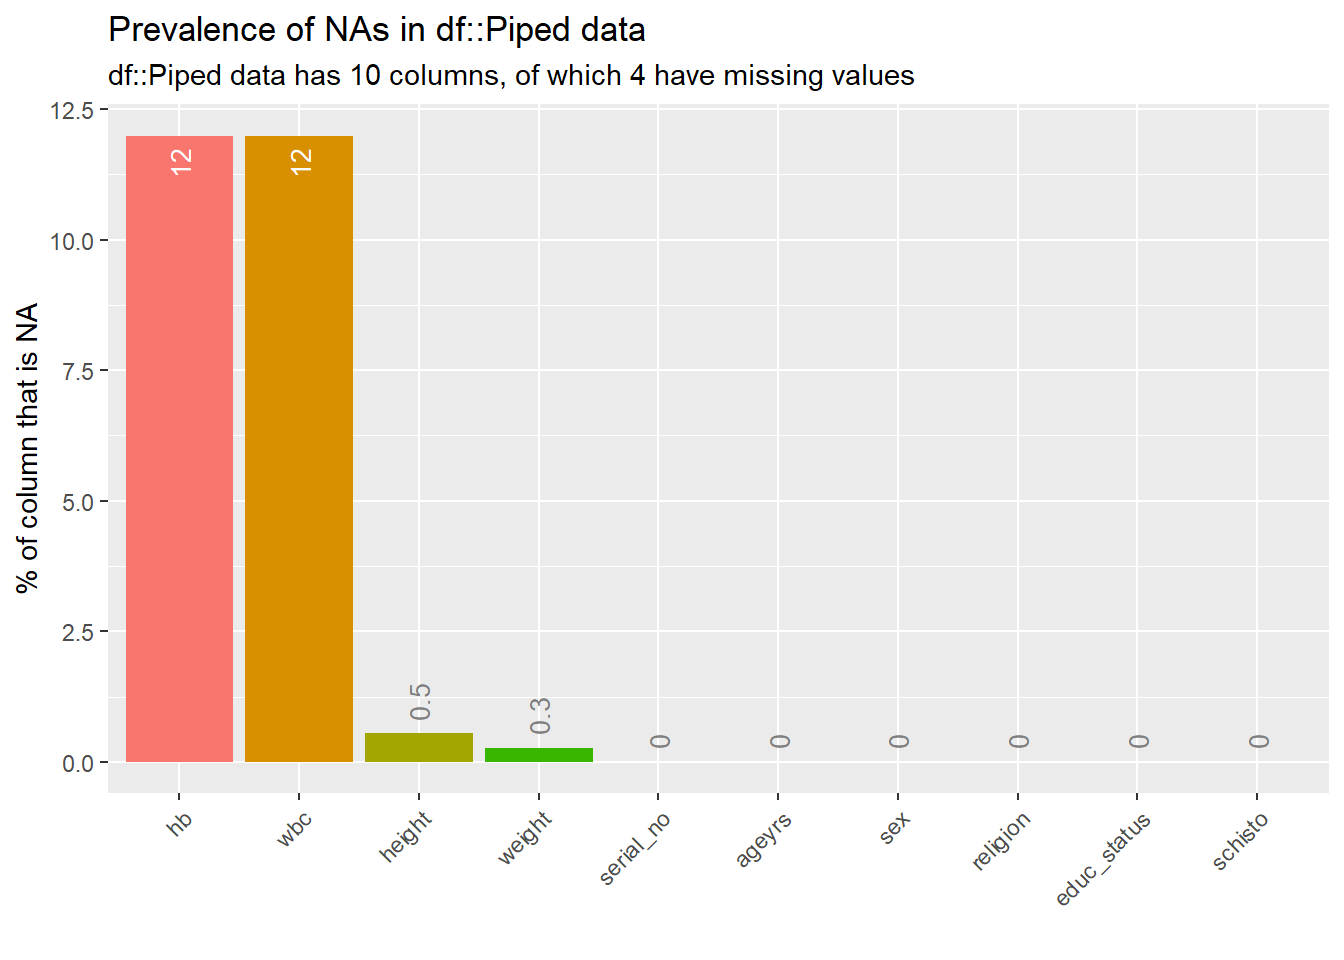 Prevalence of NAs in df::Piped data
df::Piped data has 10 columns, of which 4 have missing values
% of column that is NA
12.5
10.0
7.5
5.0
2.5
0.0
12
12
0.5
0.3
0
0
0
0
0
0
hb
wbc
height
weight
serial_no
ageyrs
sex
religion
educ_status
schisto